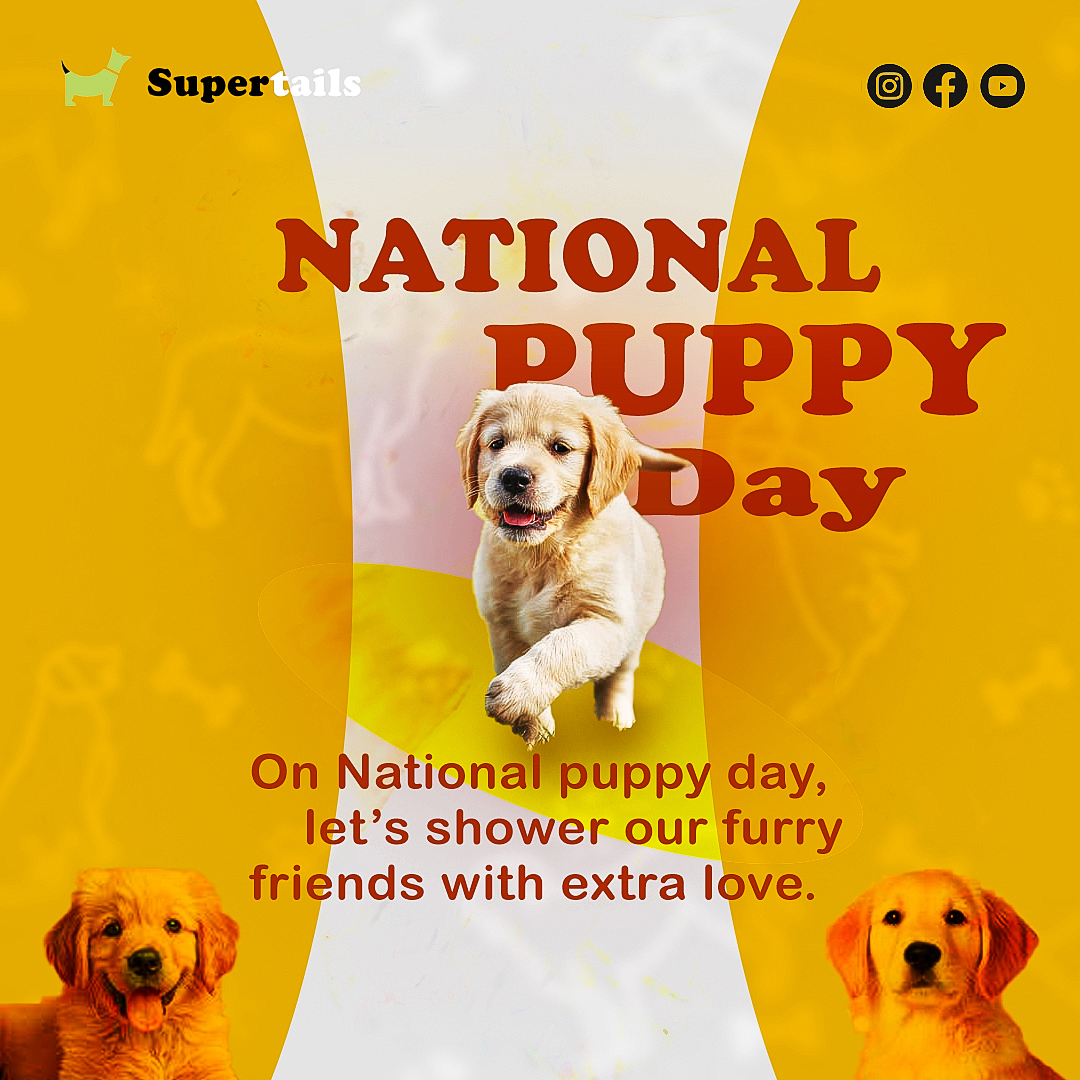 Supertails
NATIONAL
PUPPY
Day
On National puppy day,
let’s shower our furry
friends with extra love.